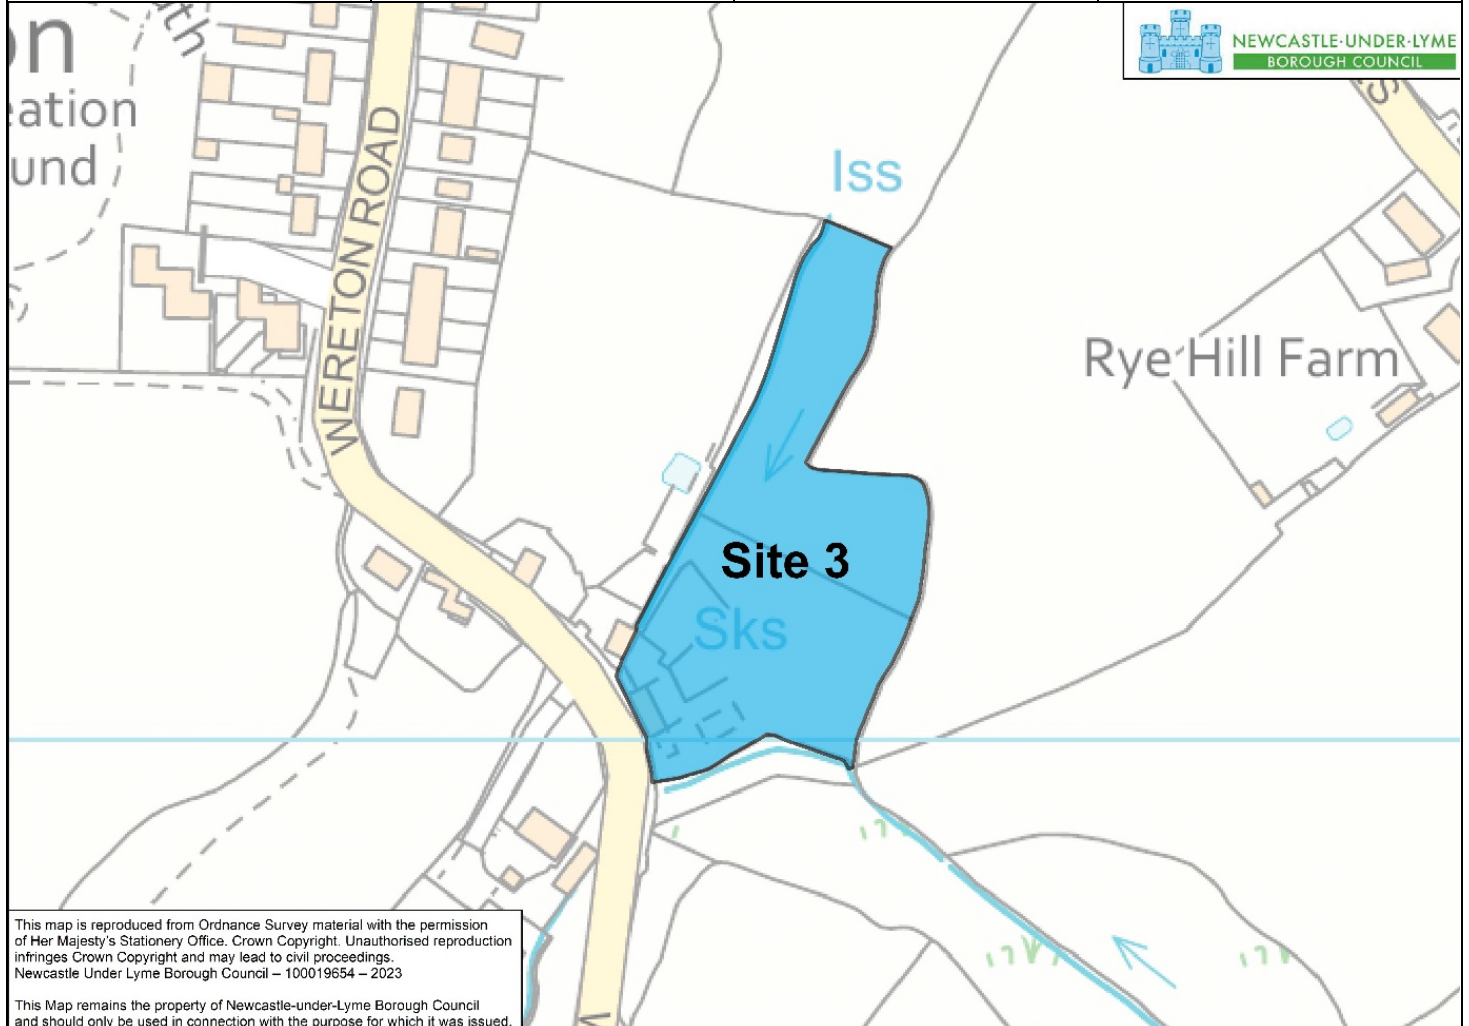 on
uth
eation
und
NEWCASTLE·UNDER·LYME
BOROUGH COUNCIL
Iss
WERETON ROAD
Rye Hill Farm
Site 3
Sks
This map is reproduced from Ordnance Survey material with the permission
of Her Majesty's Stationery Office. Crown Copyright. Unauthorised reproduction
infringes Crown Copyright and may lead to civil proceedings.
Newcastle Under Lyme Borough Council – 100019654 – 2023
This Map remains the property of Newcastle-under-Lyme Borough Council
and should only be used in connection with the purpose for which it was issued.